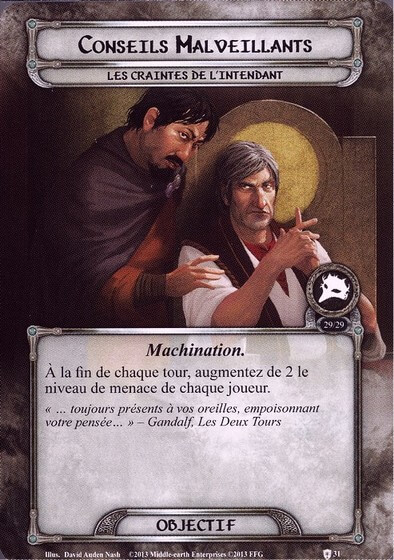 Conseils Malveillants
Les craintes de l'Intendant
29/29
Machination.
À la fin de chaque tour, augmentez de 2 le
niveau de menace de chaque joueur.
« ... toujours présents à vos oreilles, empoisonnant
votre pensée... » – Gandalf, Les Deux Tours
Objectif
Illus. David Auden Nash ©2013 Middle-earth Enterprises ©2013 FFG 31